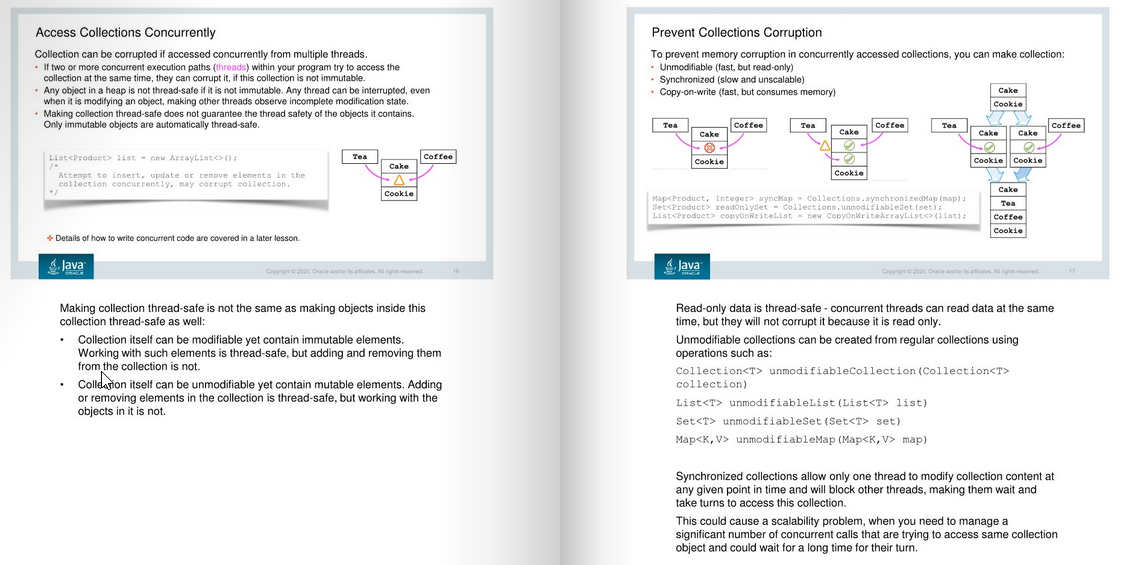 Access Collections Concurrently
Collection can be corrupted if accessed concurrently from multiple threads.
• If two or more concurrent execution paths (threads) within your program try to access the
collection at the same time, they can corrupt it, if this collection is not immutable.
• Any object in a heap is not thread-safe if it is not immutable. Any thread can be interrupted, even
when it is modifying an object, making other threads observe incomplete modification state.
• Making collection thread-safe does not guarantee the thread safety of the objects it contains.
Only immutable objects are automatically thread-safe.
List<Product> list = new ArrayList<>();
/*
Attempt to insert, update or remove elements in the
collection concurrently, may corrupt collection.
*/
Tea
Coffee
Cake
Cookie
Details of how to write concurrent code are covered in a later lesson.
Java
ORACLE
Copyright © 2020, Oracle and/or its affiliates. All rights reserved.
16
Making collection thread-safe is not the same as making objects inside this
collection thread-safe as well:
• Collection itself can be modifiable yet contain immutable elements.
Working with such elements is thread-safe, but adding and removing them
from the collection is not.
• Collection itself can be unmodifiable yet contain mutable elements. Adding
or removing elements in the collection is thread-safe, but working with the
objects in it is not.
Prevent Collections Corruption
To prevent memory corruption in concurrently accessed collections, you can make collection:
• Unmodifiable (fast, but read-only)
• Synchronized (slow and unscalable)
• Copy-on-write (fast, but consumes memory)
Tea
Coffee
Cake
Cookie
Tea
Coffee
Cake
Cookie
Cake
Cookie
Tea
Coffee
Cake
Cake
Cookie
Cookie
Cake
Tea
Coffee
Cookie
Map<Product, Integer> syncMap = Collections.synchronizedMap(map);
Set<Product> readOnlySet = Collections.unmodifiableSet(set);
List<Product> copyOnWriteList = new CopyOnWriteArrayList<>(list);
Java
ORACLE
Copyright © 2020, Oracle and/or its affiliates. All rights reserved.
17
Read-only data is thread-safe - concurrent threads can read data at the same
time, but they will not corrupt it because it is read only.
Unmodifiable collections can be created from regular collections using
operations such as:
Collection<T> unmodifiableCollection(Collection<T>
collection)
List<T> unmodifiableList(List<T> list)
Set<T> unmodifiableSet(Set<T> set)
Map<K,V> unmodifiableMap(Map<K,V> map)
Synchronized collections allow only one thread to modify collection content at
any given point in time and will block other threads, making them wait and
take turns to access this collection.
This could cause a scalability problem, when you need to manage a
significant number of concurrent calls that are trying to access same collection
object and could wait for a long time for their turn.